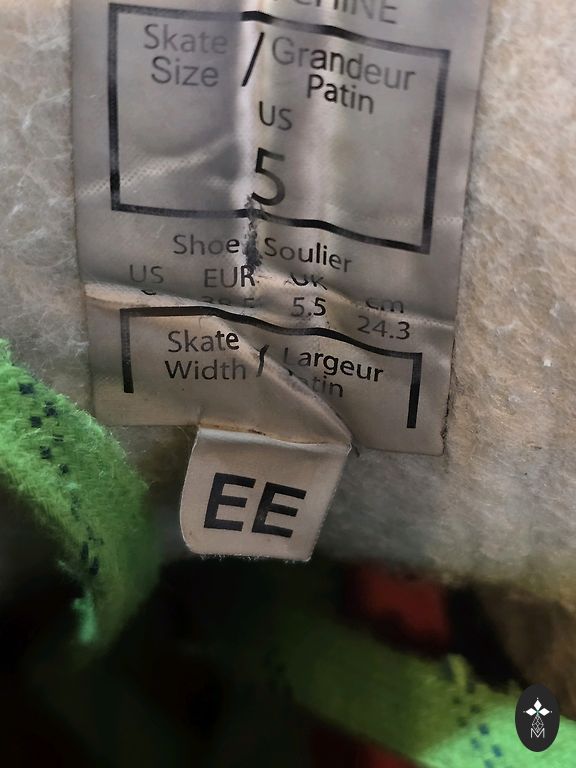 Skate / Grandeur
Size Patin
US
5
Shoe Soulier
US EUR UK cm
5.5 24.3
Skate / Largeur
Width
EE
M